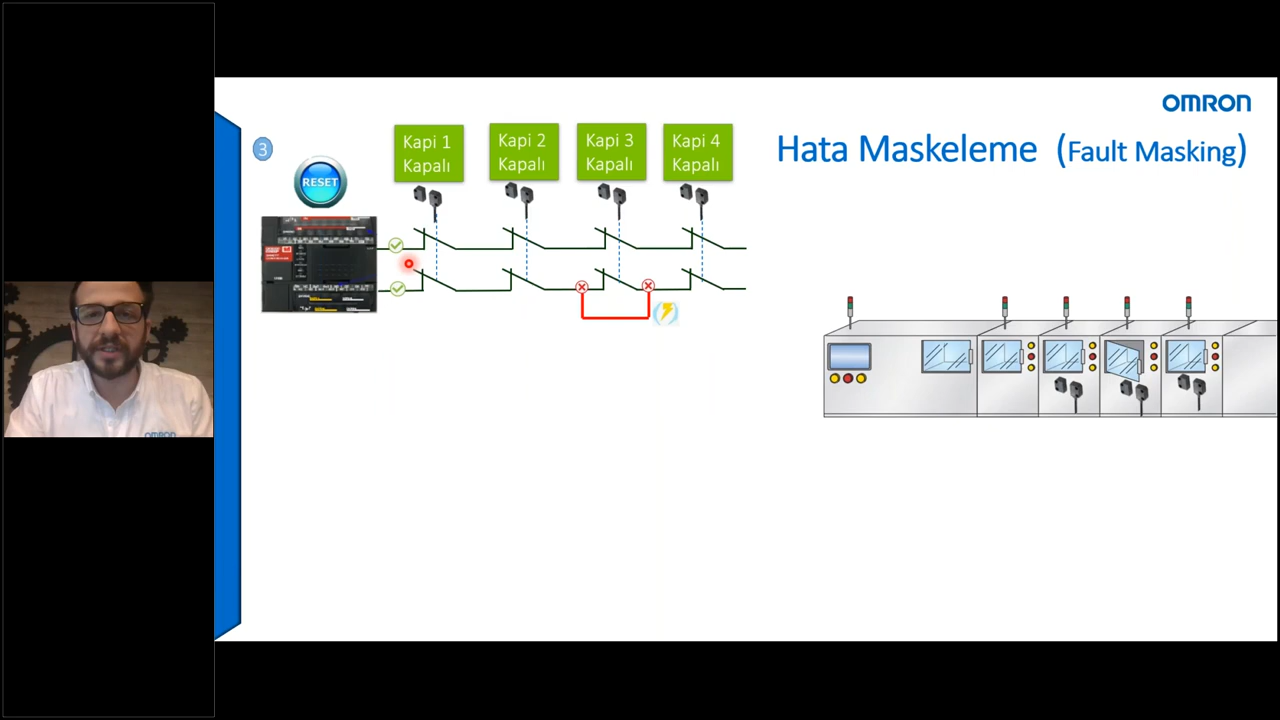 OMRON
Hata Maskeleme (Fault Masking)
3
Kapi 1
Kapalı
Kapi 2
Kapalı
Kapi 3
Kapalı
Kapi 4
Kapalı
RESET
OMRON